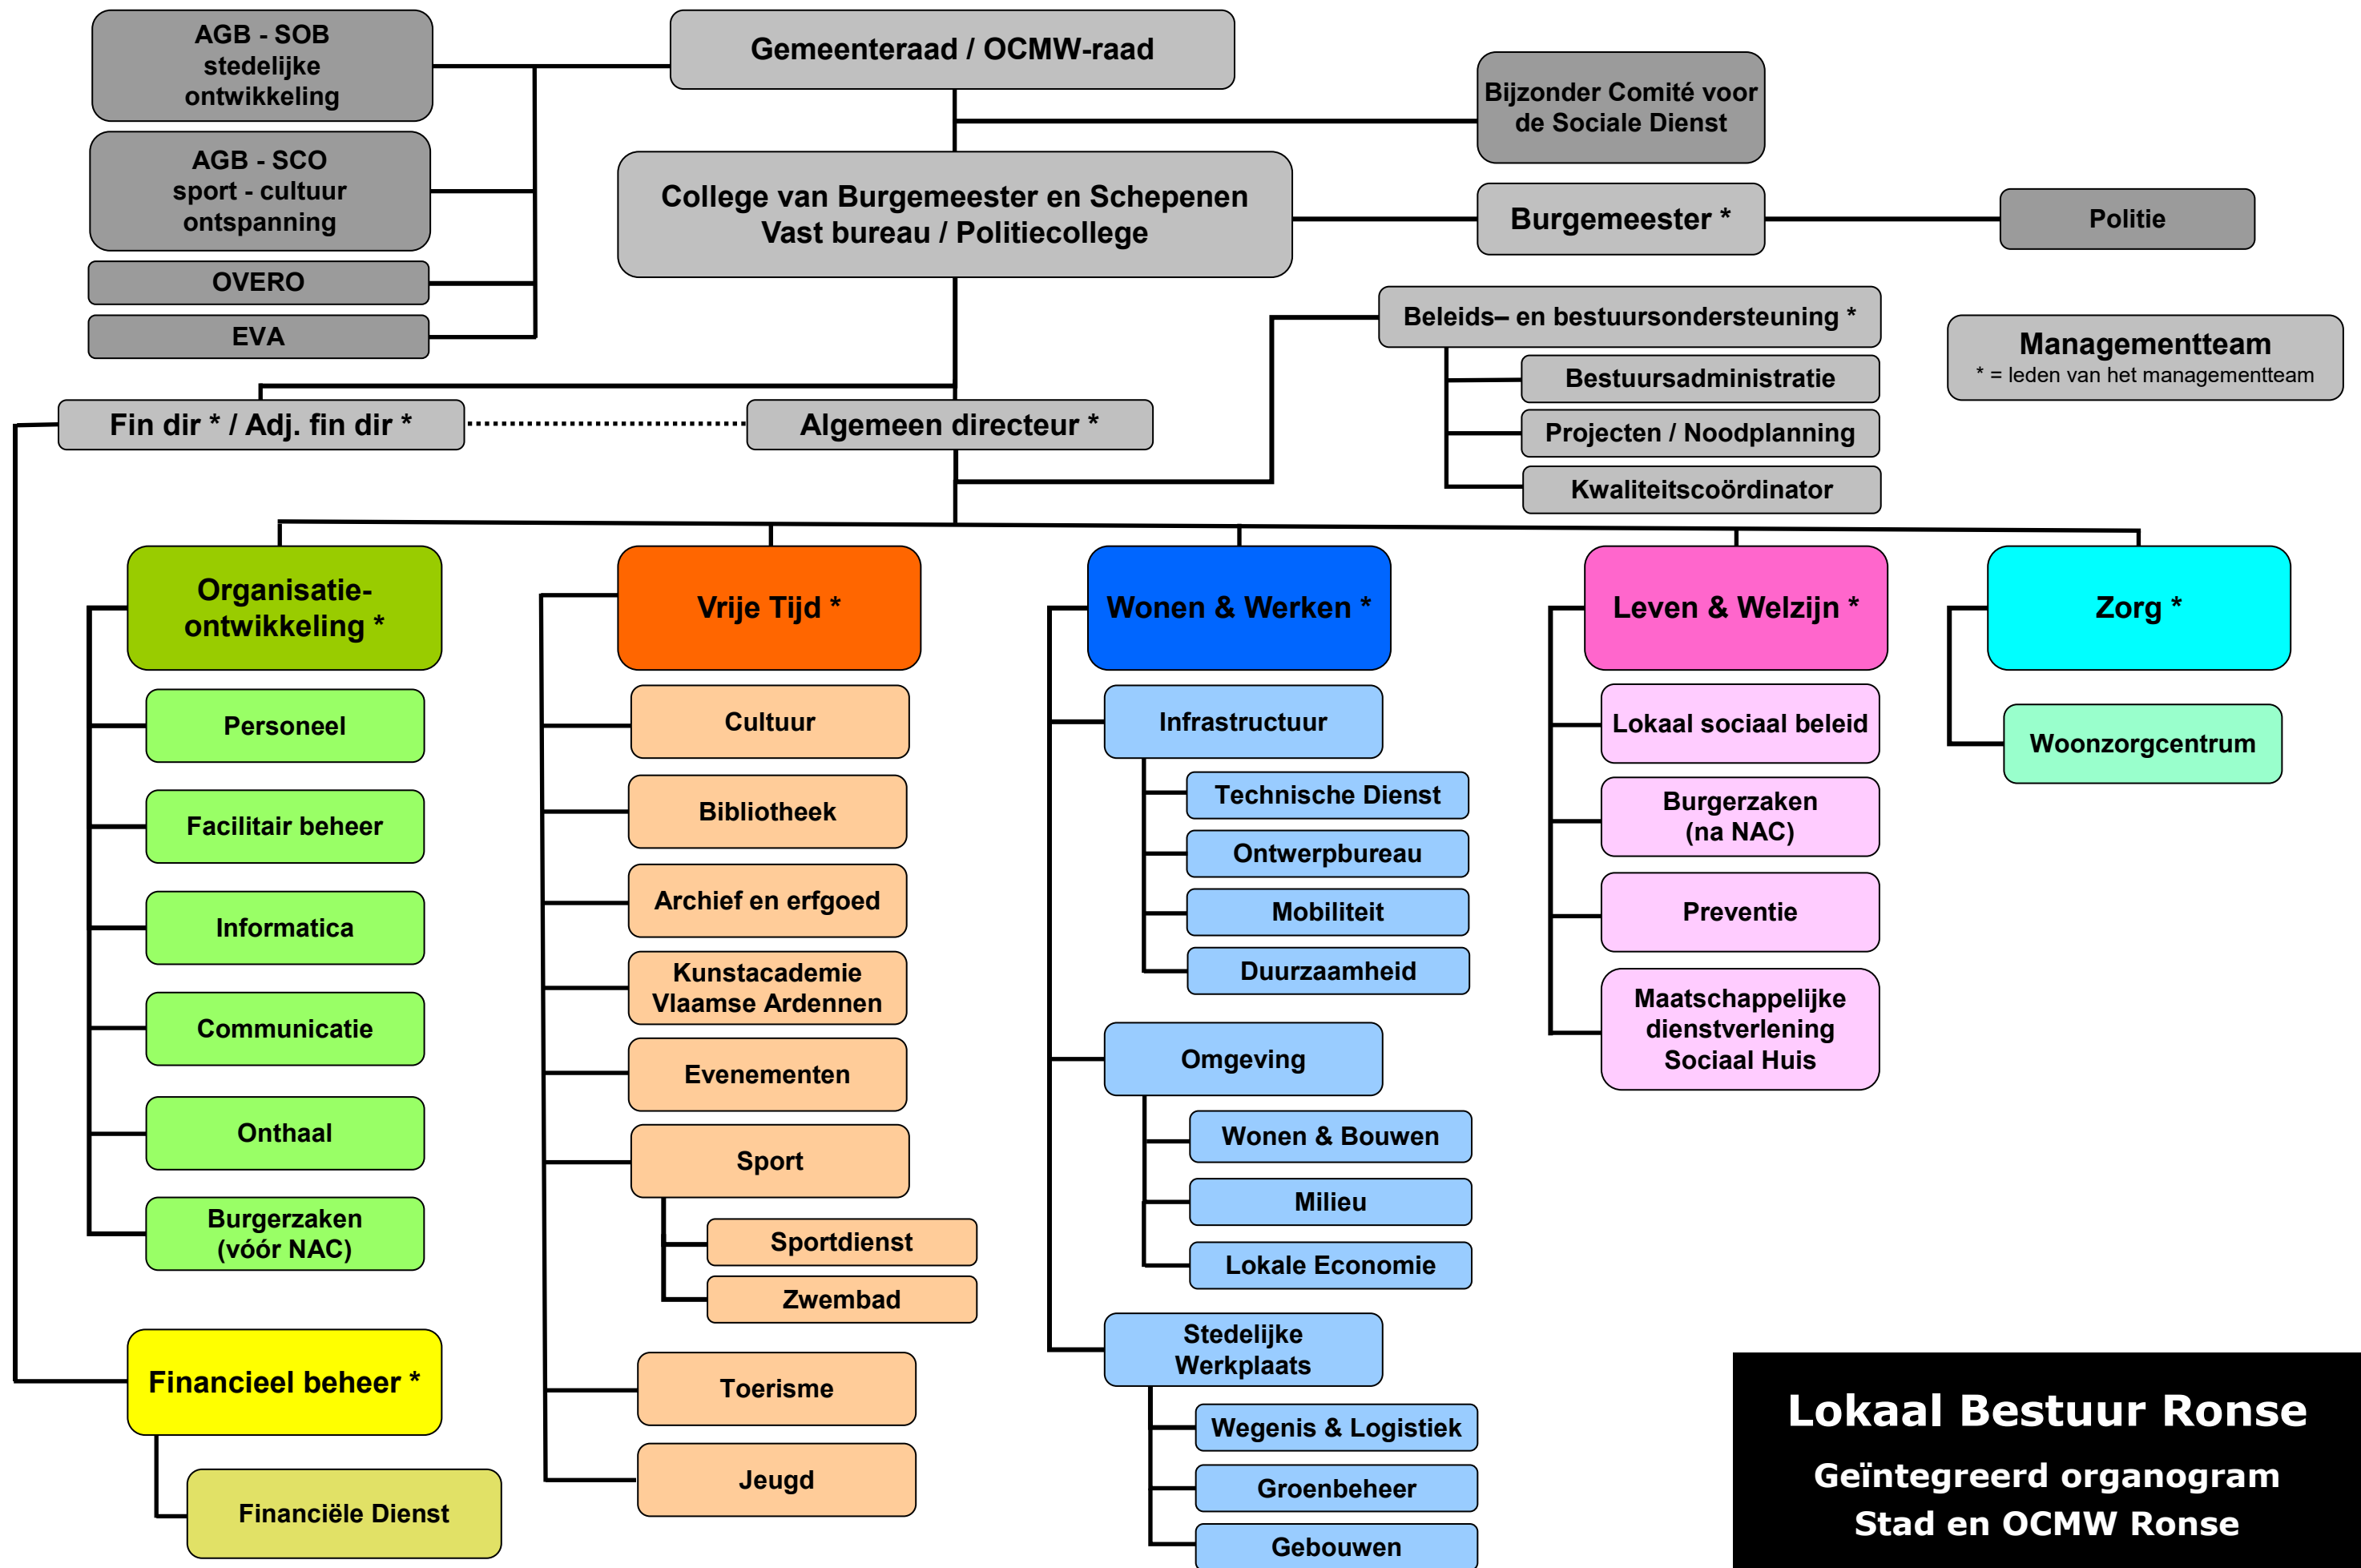 AGB - SOB
stedelijke
ontwikkeling
Gemeenteraad / OCMW-raad
Bijzonder Comité voor
de Sociale Dienst
AGB - SCO
sport - cultuur
ontspanning
College van Burgemeester en Schepenen
Vast bureau / Politiecollege
Burgemeester *
Politie
OVERO
EVA
Beleids– en bestuursondersteuning *
Bestuursadministratie
Projecten / Noodplanning
Kwaliteitscoördinator
Managementteam
* = leden van het managementteam
Fin dir * / Adj. fin dir *
Algemeen directeur *
Organisatie-
ontwikkeling *
Personeel
Facilitair beheer
Informatica
Communicatie
Onthaal
Burgerzaken
(vóór NAC)
Financieel beheer *
Financiële Dienst
Vrije Tijd *
Cultuur
Bibliotheek
Archief en erfgoed
Kunstacademie
Vlaamse Ardennen
Evenementen
Sport
Sportdienst
Zwembad
Toerisme
Jeugd
Wonen & Werken *
Infrastructuur
Technische Dienst
Ontwerpbureau
Mobiliteit
Duurzaamheid
Omgeving
Wonen & Bouwen
Milieu
Lokale Economie
Stedelijke
Werkplaats
Wegenis & Logistiek
Groenbeheer
Gebouwen
Leven & Welzijn *
Lokaal sociaal beleid
Burgerzaken
(na NAC)
Preventie
Maatschappelijke
dienstverlening
Sociaal Huis
Zorg *
Woonzorgcentrum
Lokaal Bestuur Ronse
Geïntegreerd organogram
Stad en OCMW Ronse